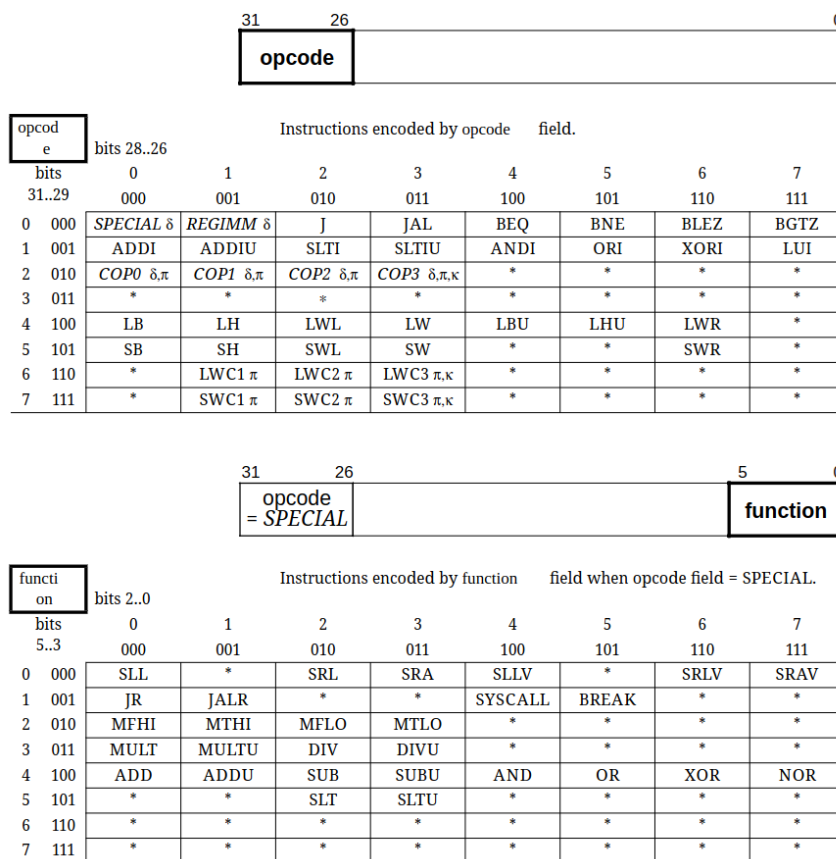 31 26 0
opcode
opcod
e
Instructions encoded by opcode field.
bits 28..26
bits 0 1 2 3 4 5 6 7
31..29 000 001 010 011 100 101 110 111
0 000 SPECIAL δ REGIMM δ J JAL BEQ BNE BLEZ BGTZ
1 001 ADDI ADDIU SLTI SLTIU ANDI ORI XORI LUI
2 010 COP0 δ,π COP1 δ,π COP2 δ,π COP3 δ,π,κ * * * *
3 011 * * * * * * * *
4 100 LB LH LWL LW LBU LHU LWR *
5 101 SB SH SWL SW * * SWR *
6 110 * LWC1 π LWC2 π LWC3 π,κ * * * *
7 111 * SWC1 π SWC2 π SWC3 π,κ * * * *
31 26 5 0
opcode
= SPECIAL
function
functi
on
Instructions encoded by function field when opcode field = SPECIAL.
bits 2..0
bits 0 1 2 3 4 5 6 7
5..3 000 001 010 011 100 101 110 111
0 000 SLL * SRL SRA SLLV * SRLV SRAV
1 001 JR JALR * * SYSCALL BREAK * *
2 010 MFHI MTHI MFLO MTLO * * * *
3 011 MULT MULTU DIV DIVU * * * *
4 100 ADD ADDU SUB SUBU AND OR XOR NOR
5 101 * * SLT SLTU * * * *
6 110 * * * * * * * *
7 111 * * * * * * * *